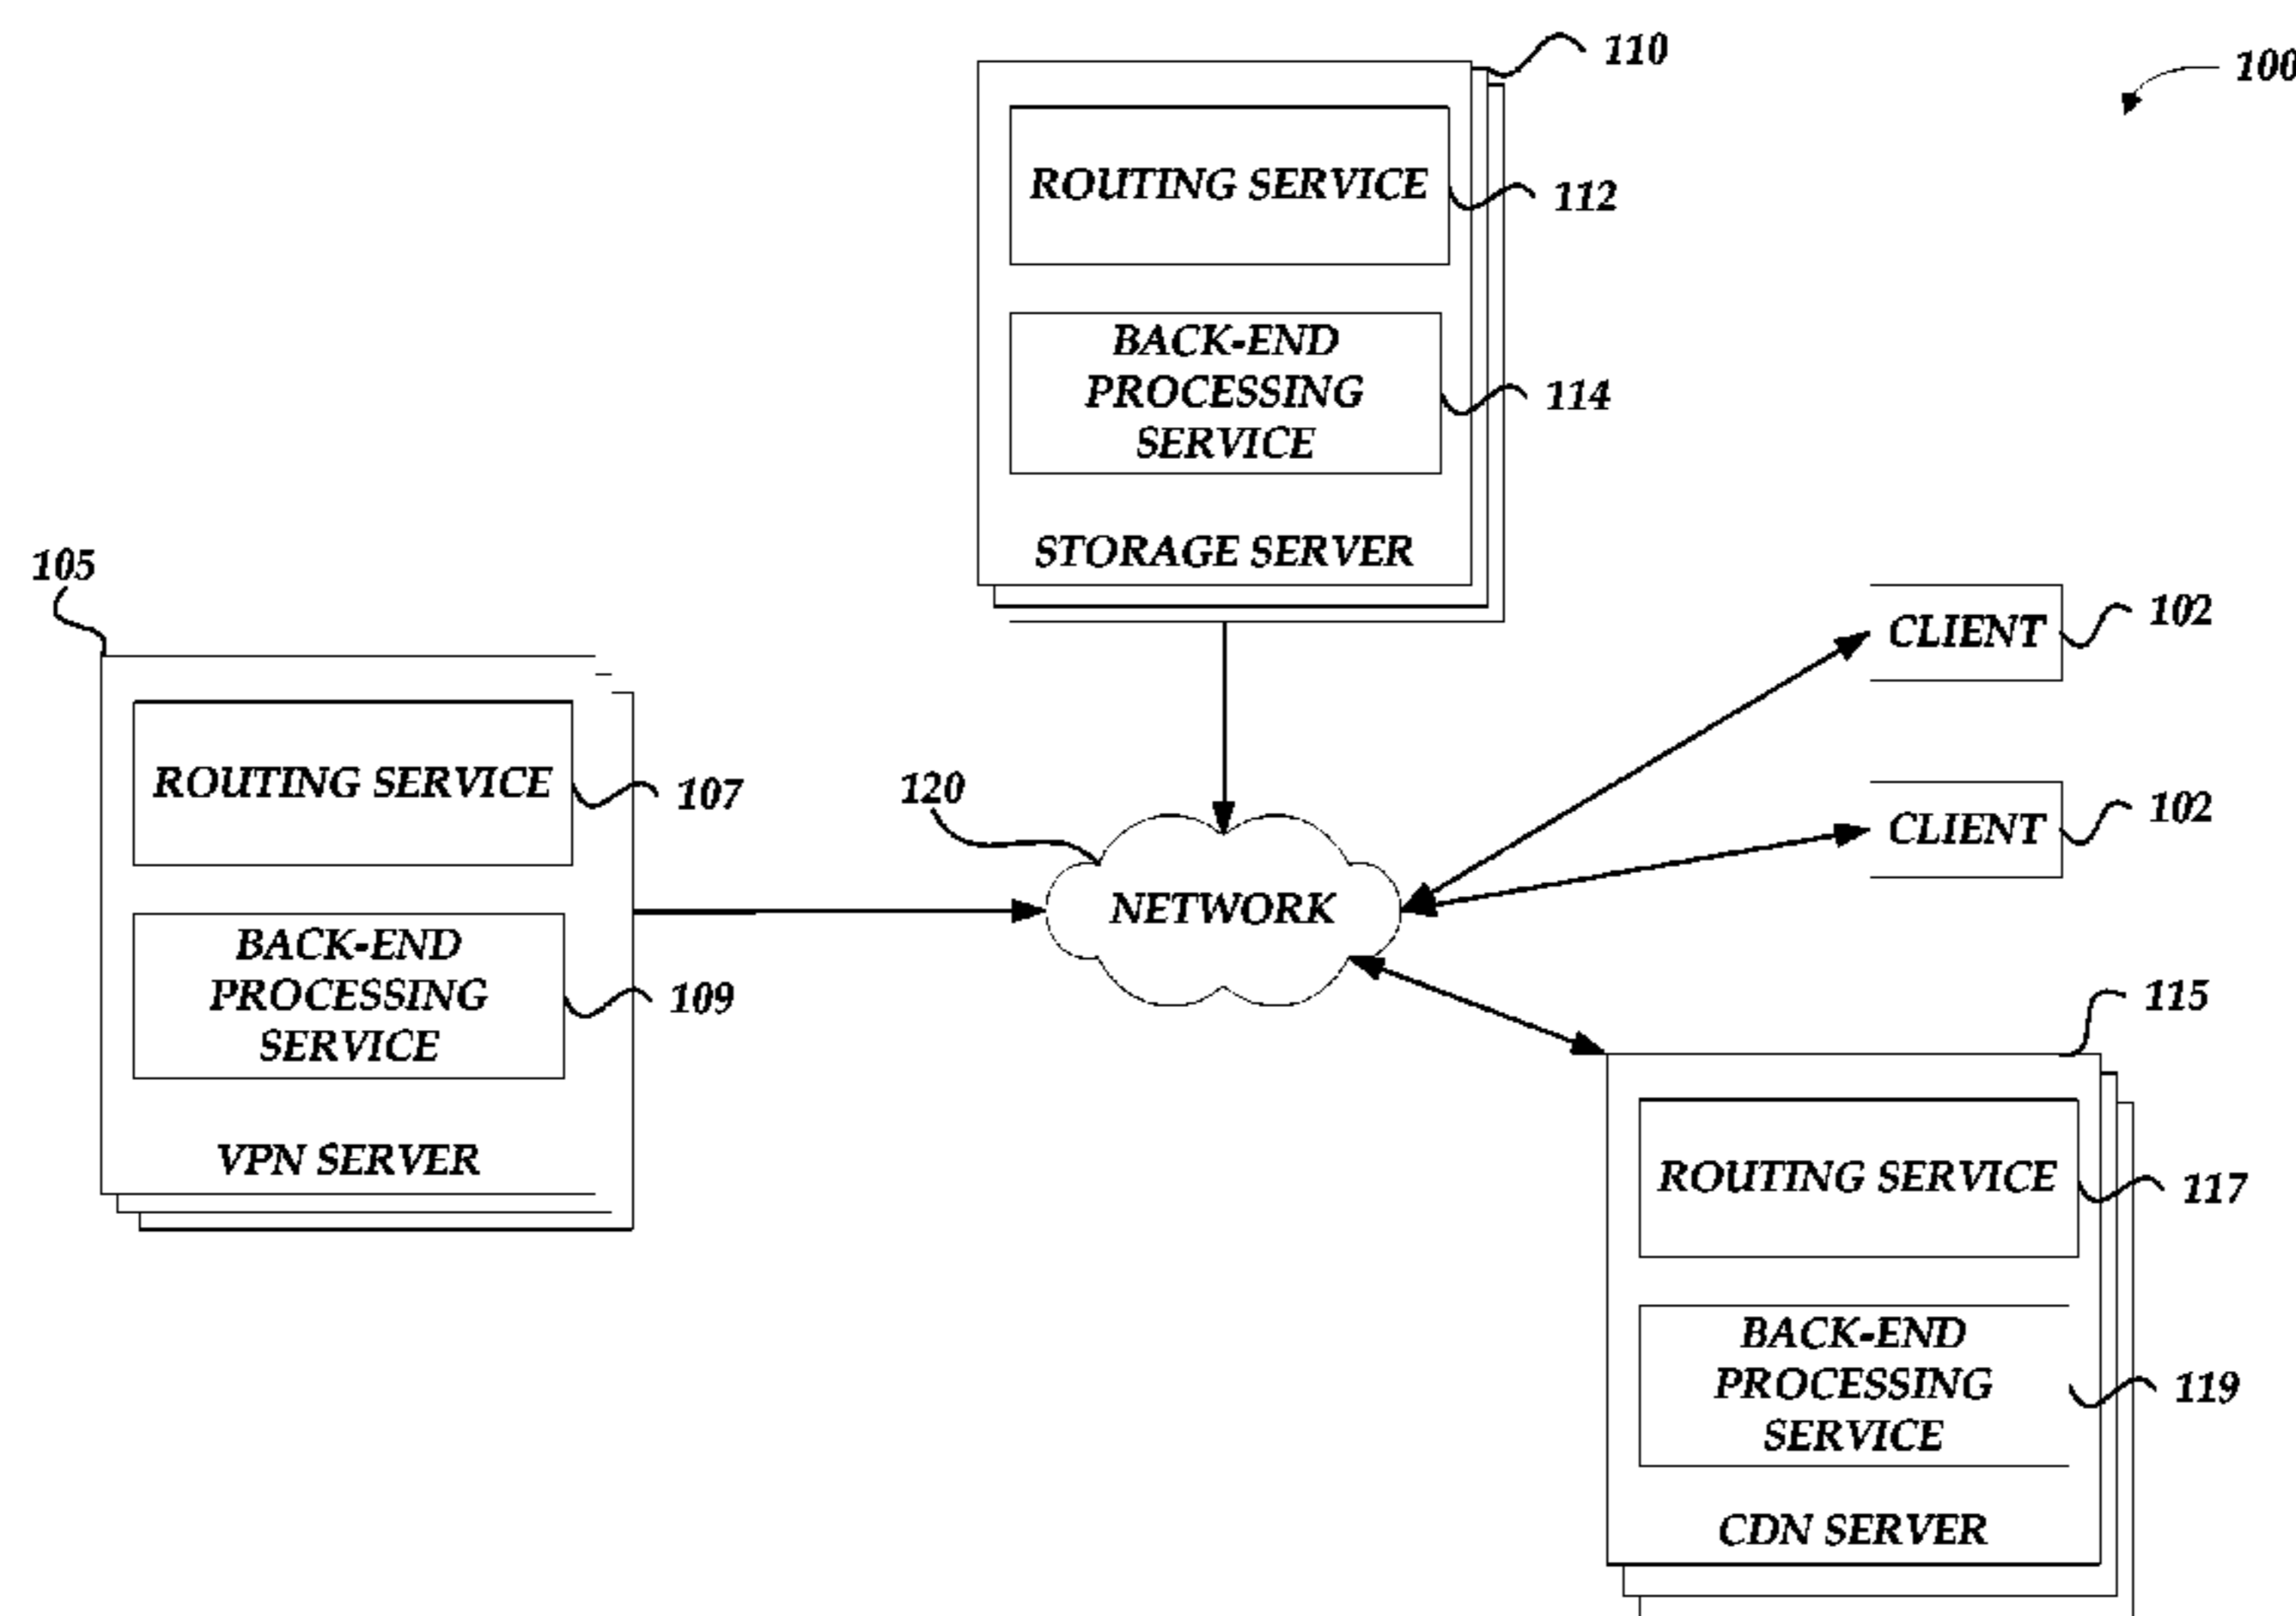 110
100
ROUTING SERVICE
112
BACK-END
PROCESSING
SERVICE
114
STORAGE SERVER
105
ROUTING SERVICE
107
BACK-END
PROCESSING
SERVICE
109
VPN SERVER
120
NETWORK
CLIENT
102
CLIENT
102
115
ROUTING SERVICE
117
BACK-END
PROCESSING
SERVICE
119
CDN SERVER